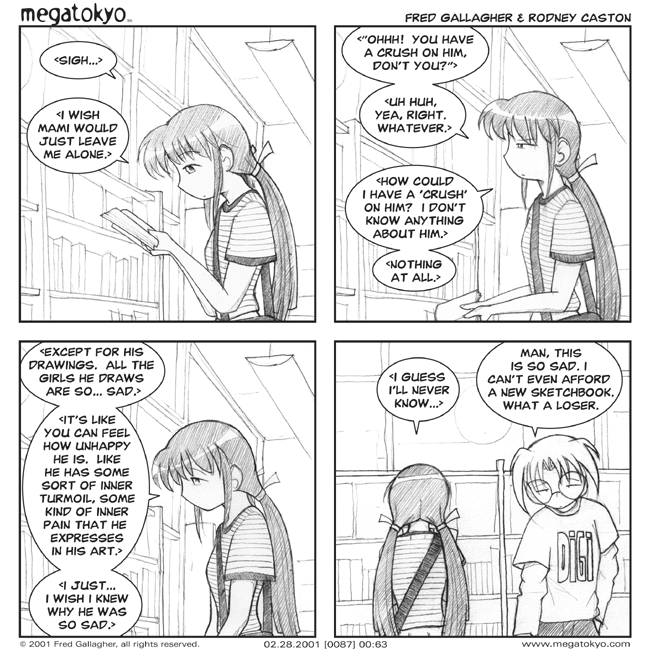 megatokyo
FRED GALLAGHER & RODNEY CASTON
<SIGH...>
<I WISH
MAMI WOULD
JUST LEAVE
ME ALONE.>
<"OHHH! YOU HAVE
A CRUSH ON HIM,
DON'T YOU?">
<UH HUH,
YEA, RIGHT.
WHATEVER.>
<HOW COULD
I HAVE A 'CRUSH'
ON HIM? I DON'T
KNOW ANYTHING
ABOUT HIM.>
<NOTHING
AT ALL.>
<EXCEPT FOR HIS
DRAWINGS. ALL THE
GIRLS HE DRAWS
ARE SO... SAD.>
<IT'S LIKE
YOU CAN FEEL
HOW UNHAPPY
HE IS. LIKE
HE HAS SOME
SORT OF INNER
TURMOIL, SOME
KIND OF INNER
PAIN THAT HE
EXPRESSES
IN HIS ART.>
<I JUST...
I WISH I KNEW
WHY HE WAS
SO SAD.>
<I GUESS
I'LL NEVER
KNOW...>
MAN, THIS
IS SO SAD. I
CAN'T EVEN AFFORD
A NEW SKETCHBOOK.
WHAT A LOSER.
DiGi
© 2001 Fred Gallagher, all rights reserved.
02.28.2001 [0087] 00:63
www.megatokyo.com